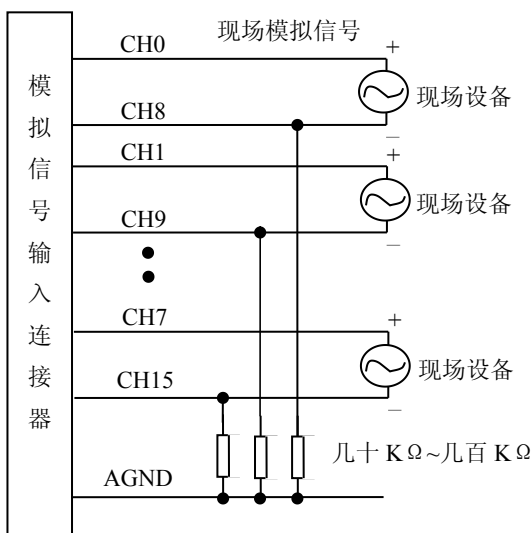 模拟信号输入连接器
现场模拟信号
CH0
+
现场设备
CH8
−
CH1
+
现场设备
CH9
−
CH7
+
现场设备
CH15
−
几十 KΩ~几百 KΩ
AGND